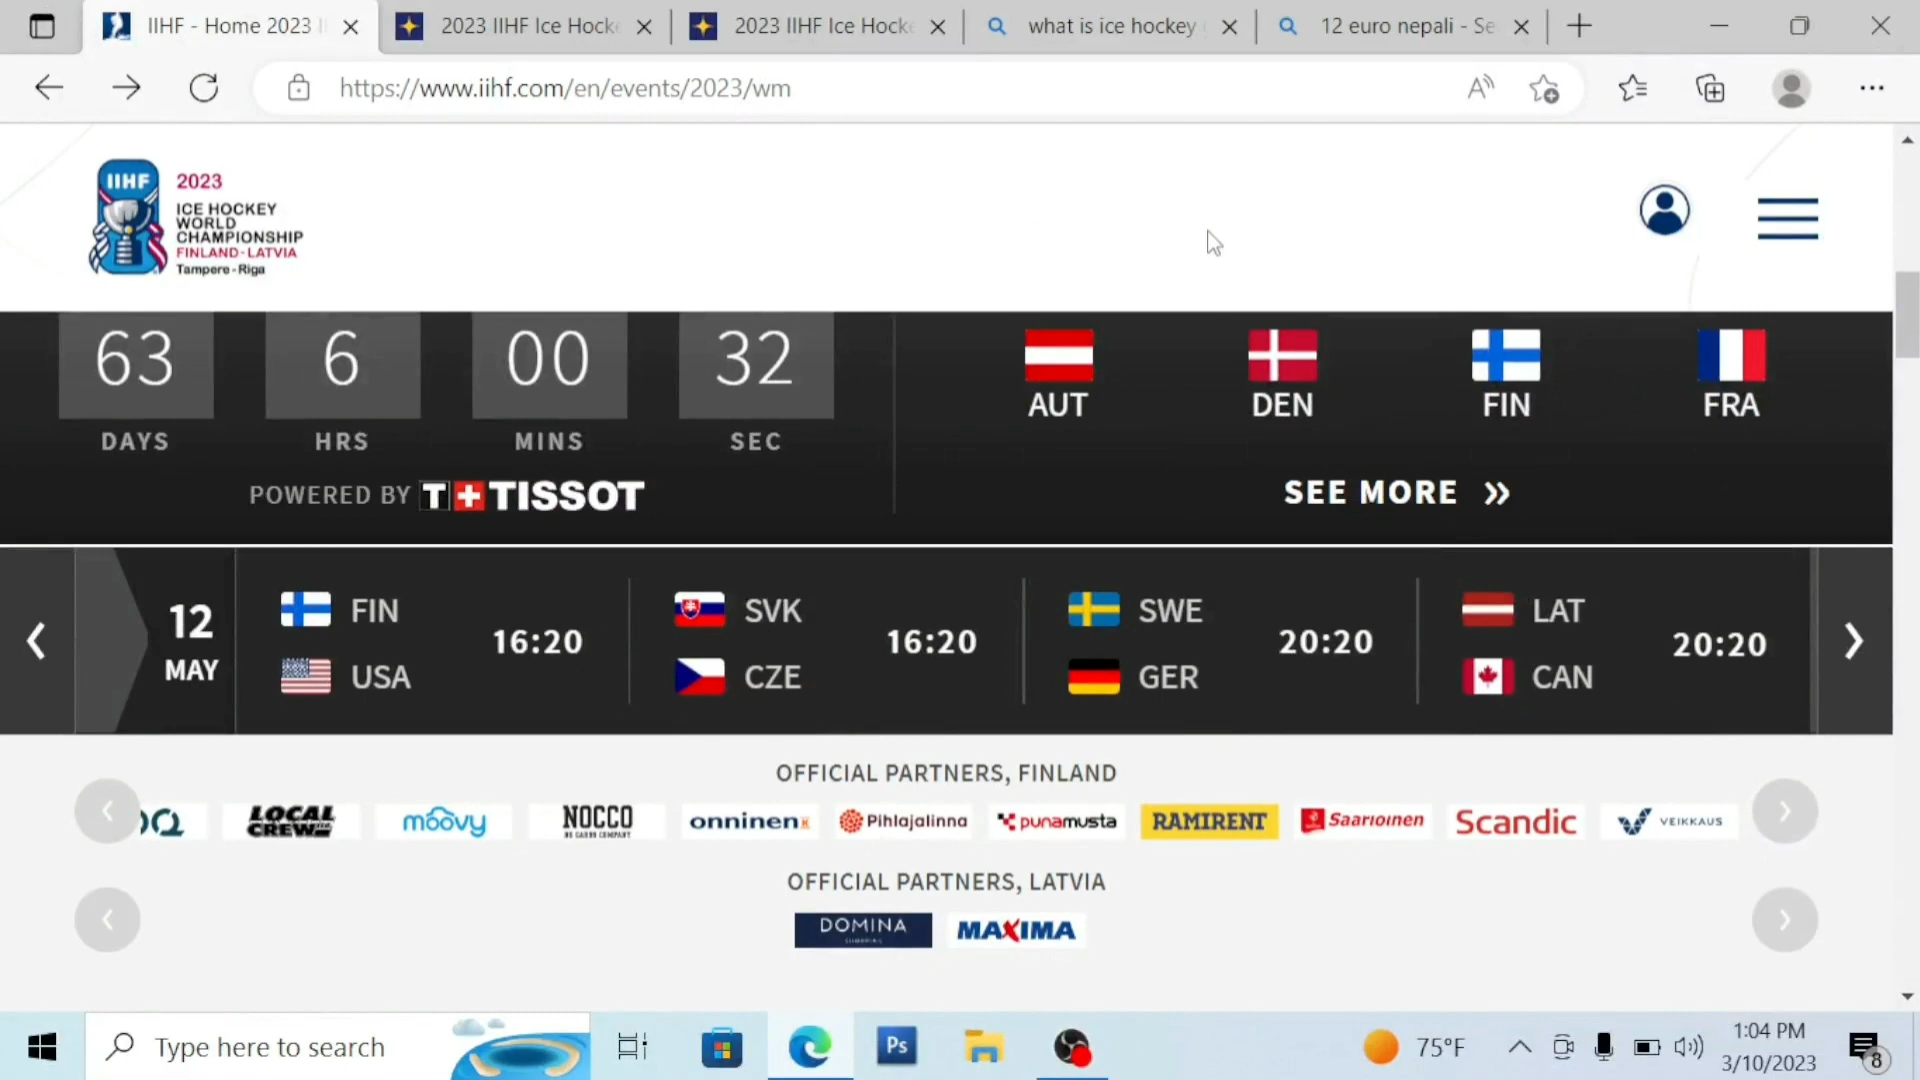 IIHF - Home 2023
2023 IIHF Ice Hock
2023 IIHF Ice Hock
what is ice hockey
12 euro nepali - Se
https://www.iihf.com/en/events/2023/wm
IIHF
2023
ICE HOCKEY
WORLD
CHAMPIONSHIP
FINLAND-LATVIA
Tampere-Riga
63 6 00 32
DAYS HRS MINS SEC
POWERED BY T+TISSOT
AUT DEN FIN FRA
SEE MORE »
12
MAY
FIN
USA
16:20
SVK
CZE
16:20
SWE
GER
20:20
LAT
CAN
20:20
OFFICIAL PARTNERS, FINLAND
LOCAL CREW moovy NOCCO onninen Pihlajalinna punamusta RAMIRENT Saarioinen Scandic VEIKKAUS
OFFICIAL PARTNERS, LATVIA
DOMINA MAXIMA
Type here to search
Ps
75°F
1:04 PM
3/10/2023
8